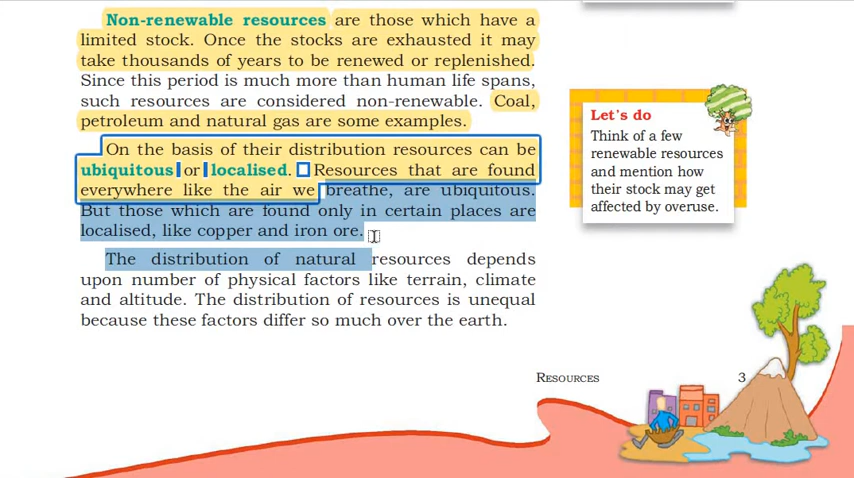 Non-renewable resources are those which have a
limited stock. Once the stocks are exhausted it may
take thousands of years to be renewed or replenished.
Since this period is much more than human life spans,
such resources are considered non-renewable. Coal,
petroleum and natural gas are some examples.
On the basis of their distribution resources can be
ubiquitous or localised. Resources that are found
everywhere like the air we breathe, are ubiquitous.
But those which are found only in certain places are
localised, like copper and iron ore.
The distribution of natural resources depends
upon number of physical factors like terrain, climate
and altitude. The distribution of resources is unequal
because these factors differ so much over the earth.
Let's do
Think of a few
renewable resources
and mention how
their stock may get
affected by overuse.
RESOURCES 3